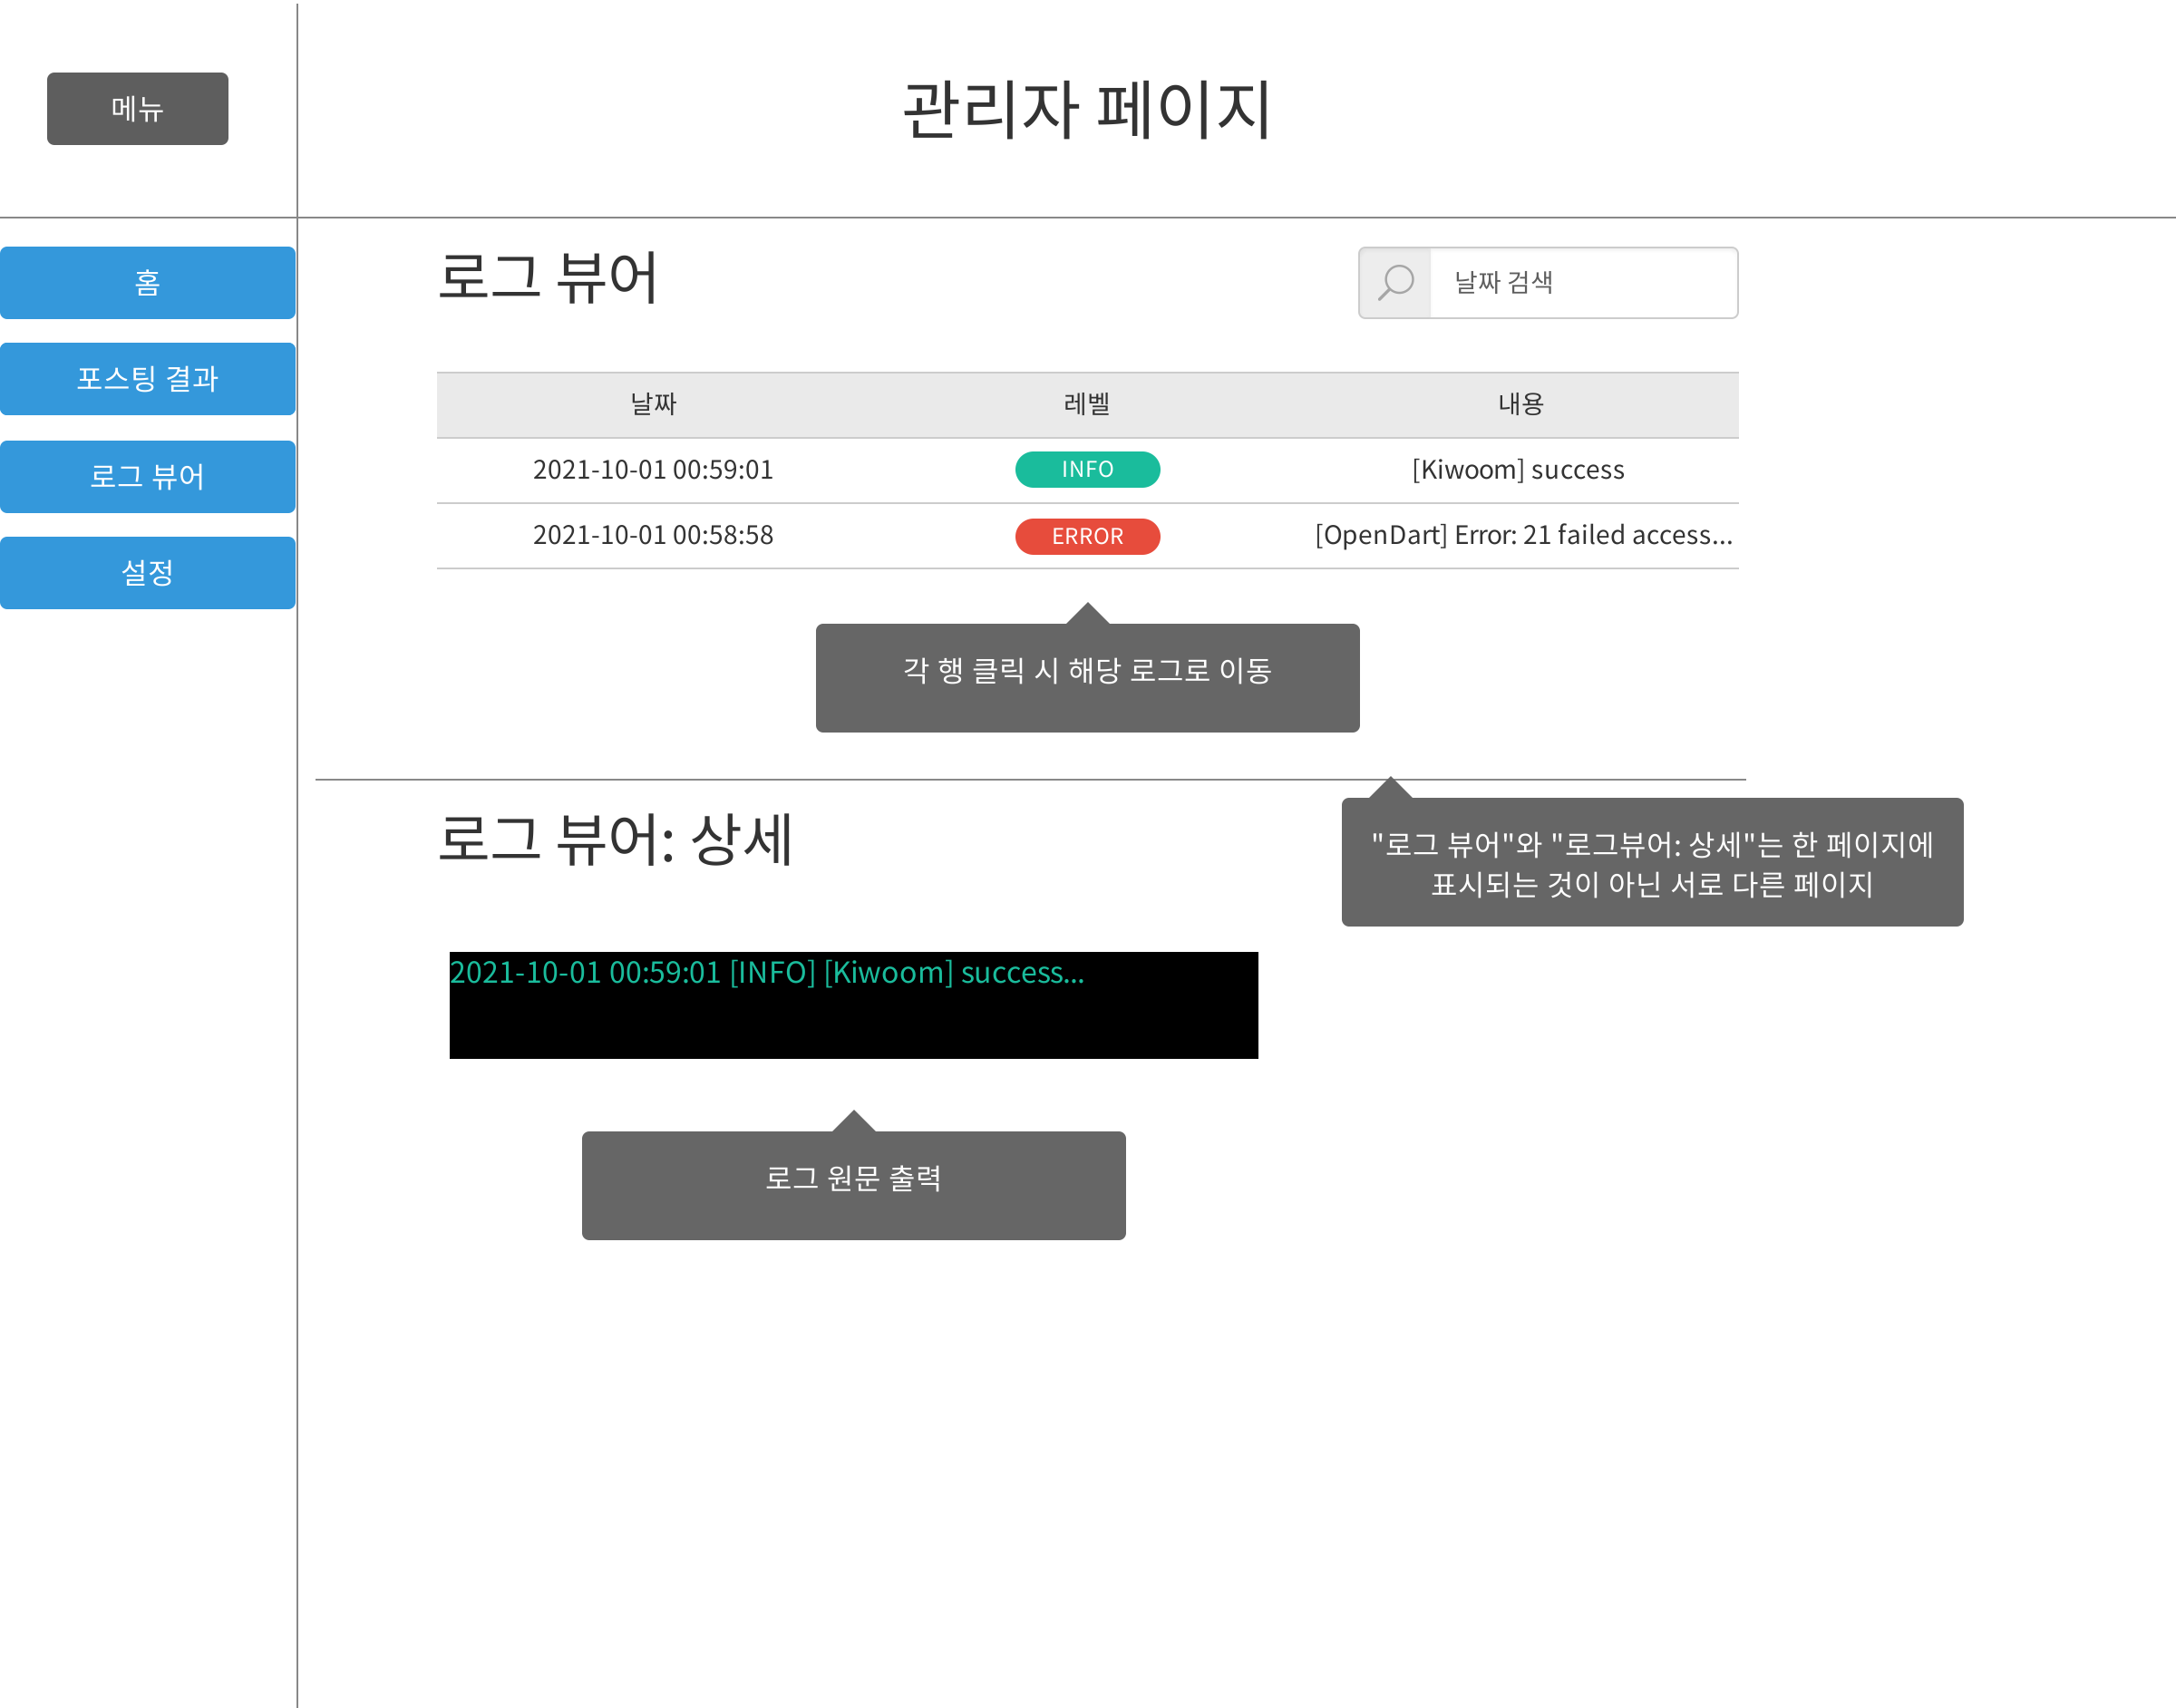 메뉴
관리자 페이지
홈
포스팅 결과
로그 뷰어
설정
로그 뷰어
날짜 검색
날짜 레벨 내용
2021-10-01 00:59:01 INFO [Kiwoom] success
2021-10-01 00:58:58 ERROR [OpenDart] Error: 21 failed access...
각 행 클릭 시 해당 로그로 이동
로그 뷰어: 상세
"로그 뷰어"와 "로그뷰어: 상세"는 한 페이지에
표시되는 것이 아닌 서로 다른 페이지
2021-10-01 00:59:01 [INFO] [Kiwoom] success...
로그 원문 출력